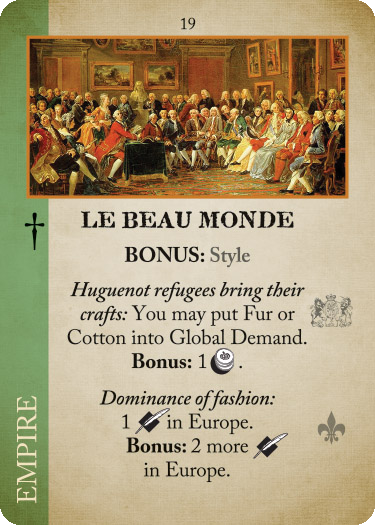 19
LE BEAU MONDE
BONUS: Style
Huguenot refugees bring their
crafts: You may put Fur or
Cotton into Global Demand.
Bonus: 1 .
Dominance of fashion:
1 in Europe.
Bonus: 2 more
in Europe.
EMPIRE